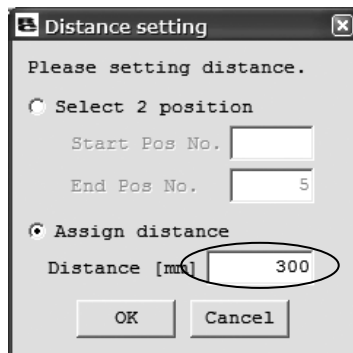 Distance setting
Please setting distance.
Select 2 position
Start Pos No.
End Pos No. 5
Assign distance
Distance [mm] 300
OK Cancel